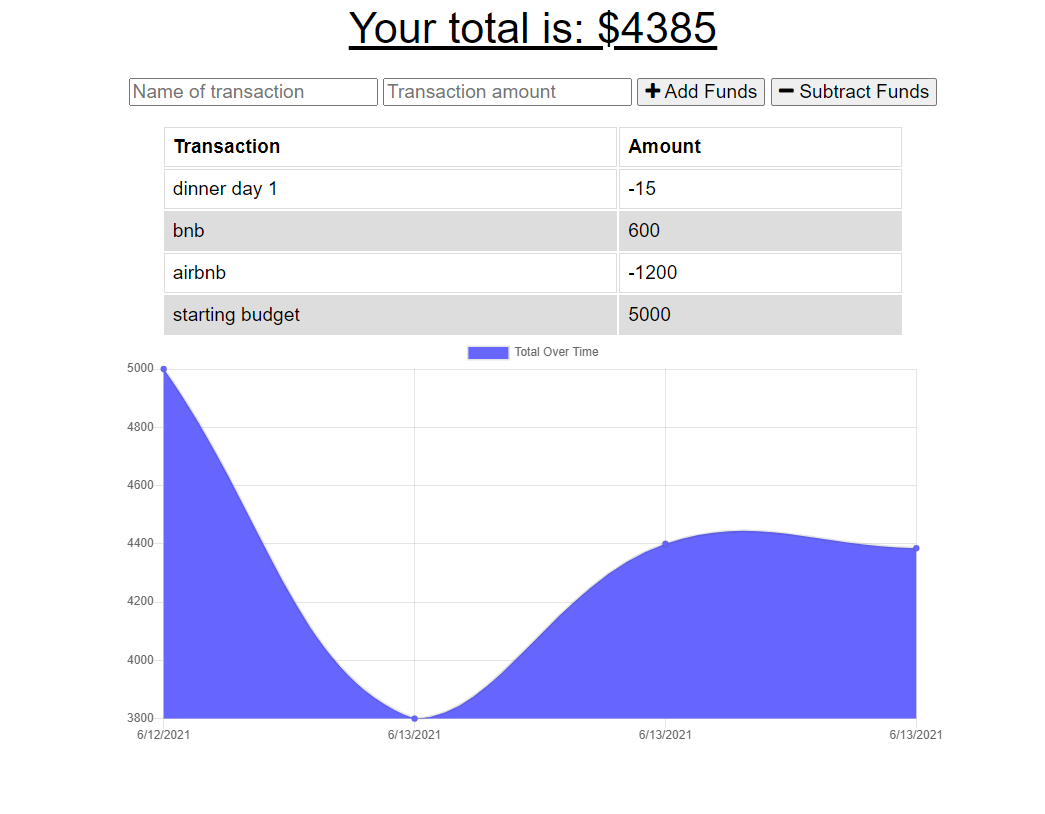 Your total is: $4385
Name of transaction Transaction amount + Add Funds − Subtract Funds
Transaction Amount
dinner day 1 -15
bnb 600
airbnb -1200
starting budget 5000
Total Over Time
5000
4800
4600
4400
4200
4000
3800
6/12/2021 6/13/2021 6/13/2021 6/13/2021